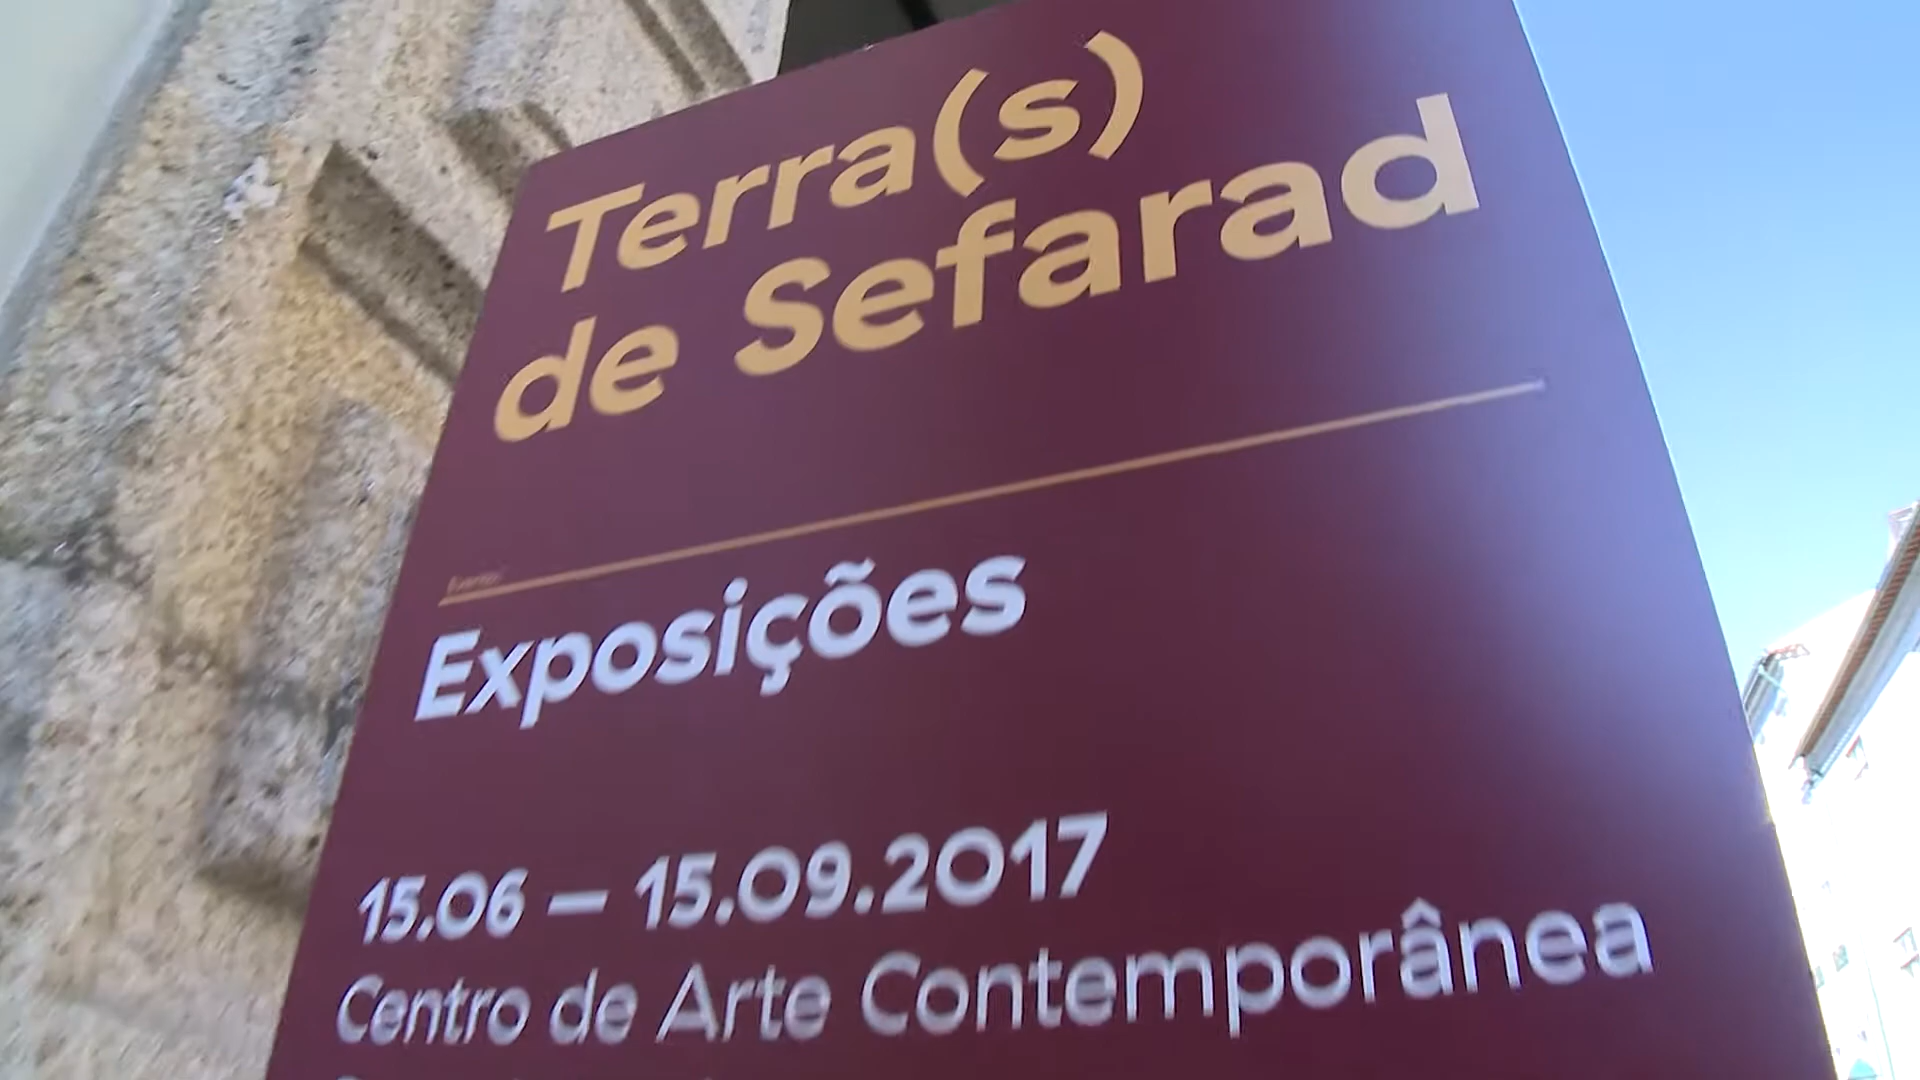 Terra(s)
de Sefarad
Exposições
15.06 — 15.09.2017
Centro de Arte Contemporânea